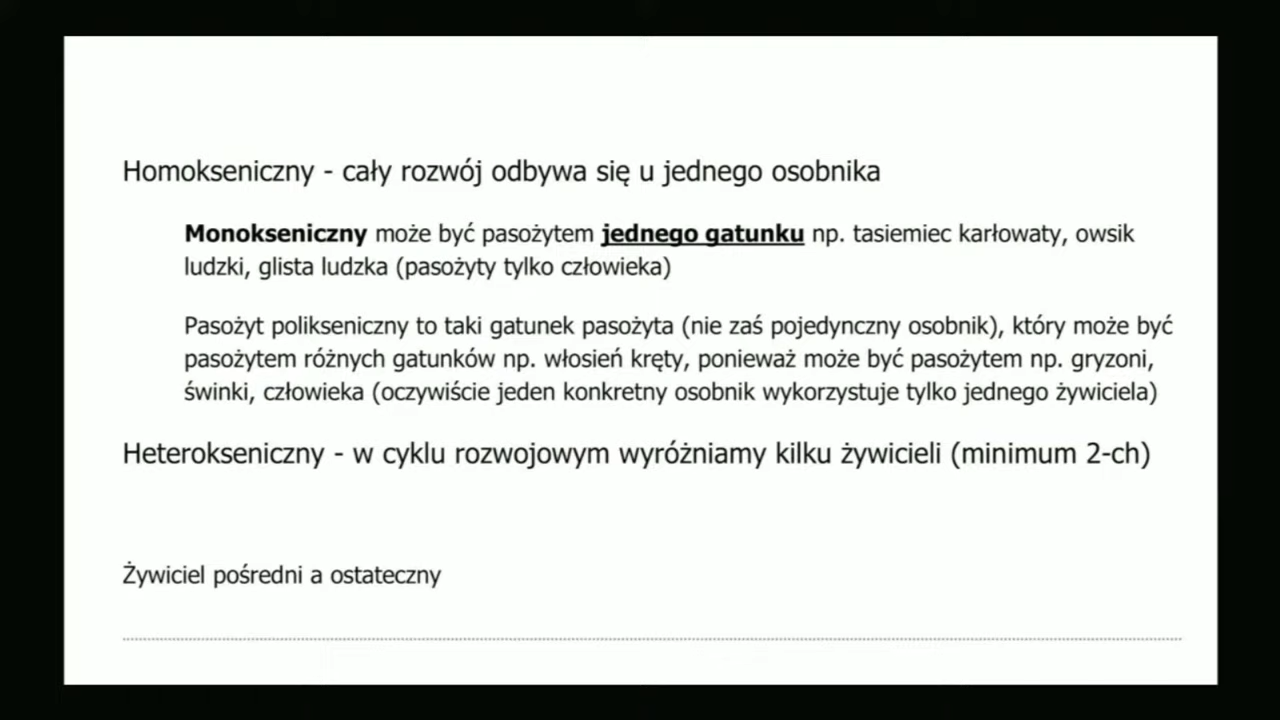 Homokseniczny - cały rozwój odbywa się u jednego osobnika
Monokseniczny może być pasożytem jednego gatunku np. tasiemiec karłowaty, owsik
ludzki, glista ludzka (pasożyty tylko człowieka)
Pasożyt polikseniczny to taki gatunek pasożyta (nie zaś pojedynczny osobnik), który może być
pasożytem różnych gatunków np. włosień kręty, ponieważ może być pasożytem np. gryzoni,
świnki, człowieka (oczywiście jeden konkretny osobnik wykorzystuje tylko jednego żywiciela)
Heterokseniczny - w cyklu rozwojowym wyróżniamy kilku żywicieli (minimum 2-ch)
Żywiciel pośredni a ostateczny